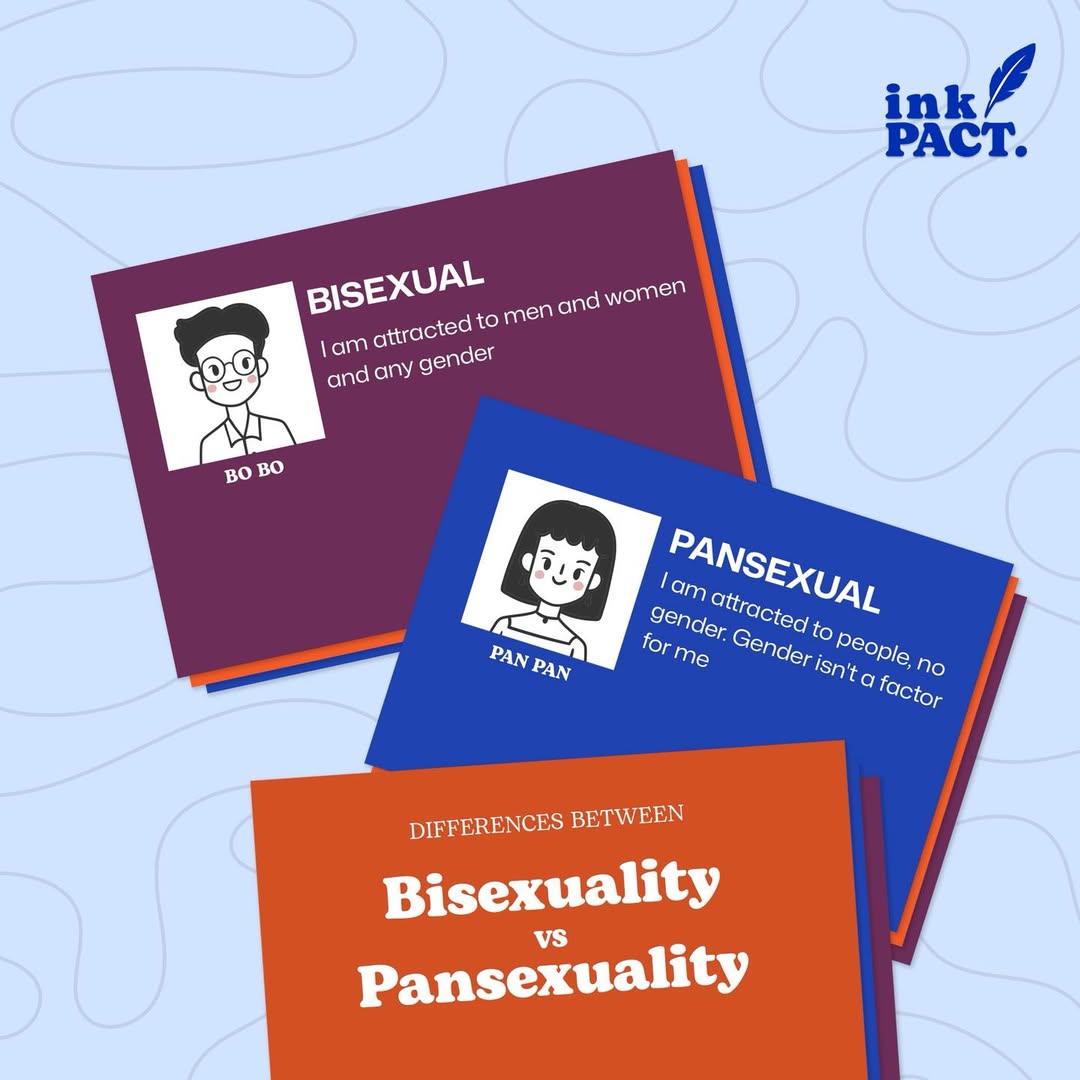 ink
PACT.
BISEXUAL
I am attracted to men and women
and any gender
BO BO
PANSEXUAL
I am attracted to people, no
gender. Gender isn't a factor
for me
PAN PAN
DIFFERENCES BETWEEN
Bisexuality
vs
Pansexuality